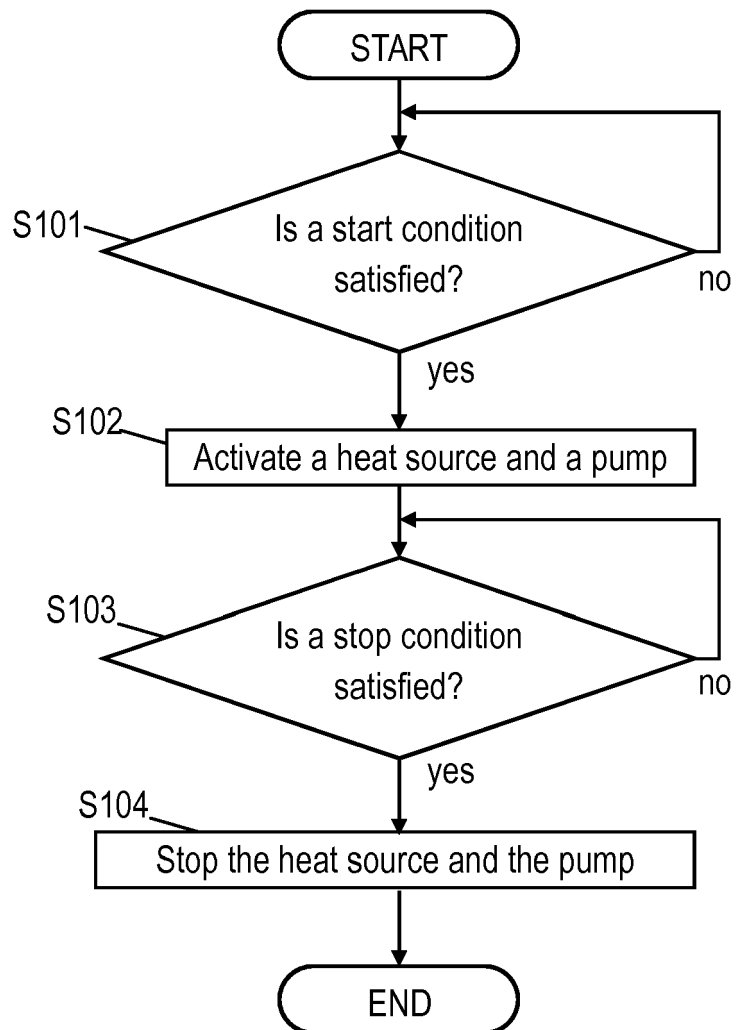 START
S101
Is a start condition
satisfied?
no
yes
S102
Activate a heat source and a pump
S103
Is a stop condition
satisfied?
no
yes
S104
Stop the heat source and the pump
END